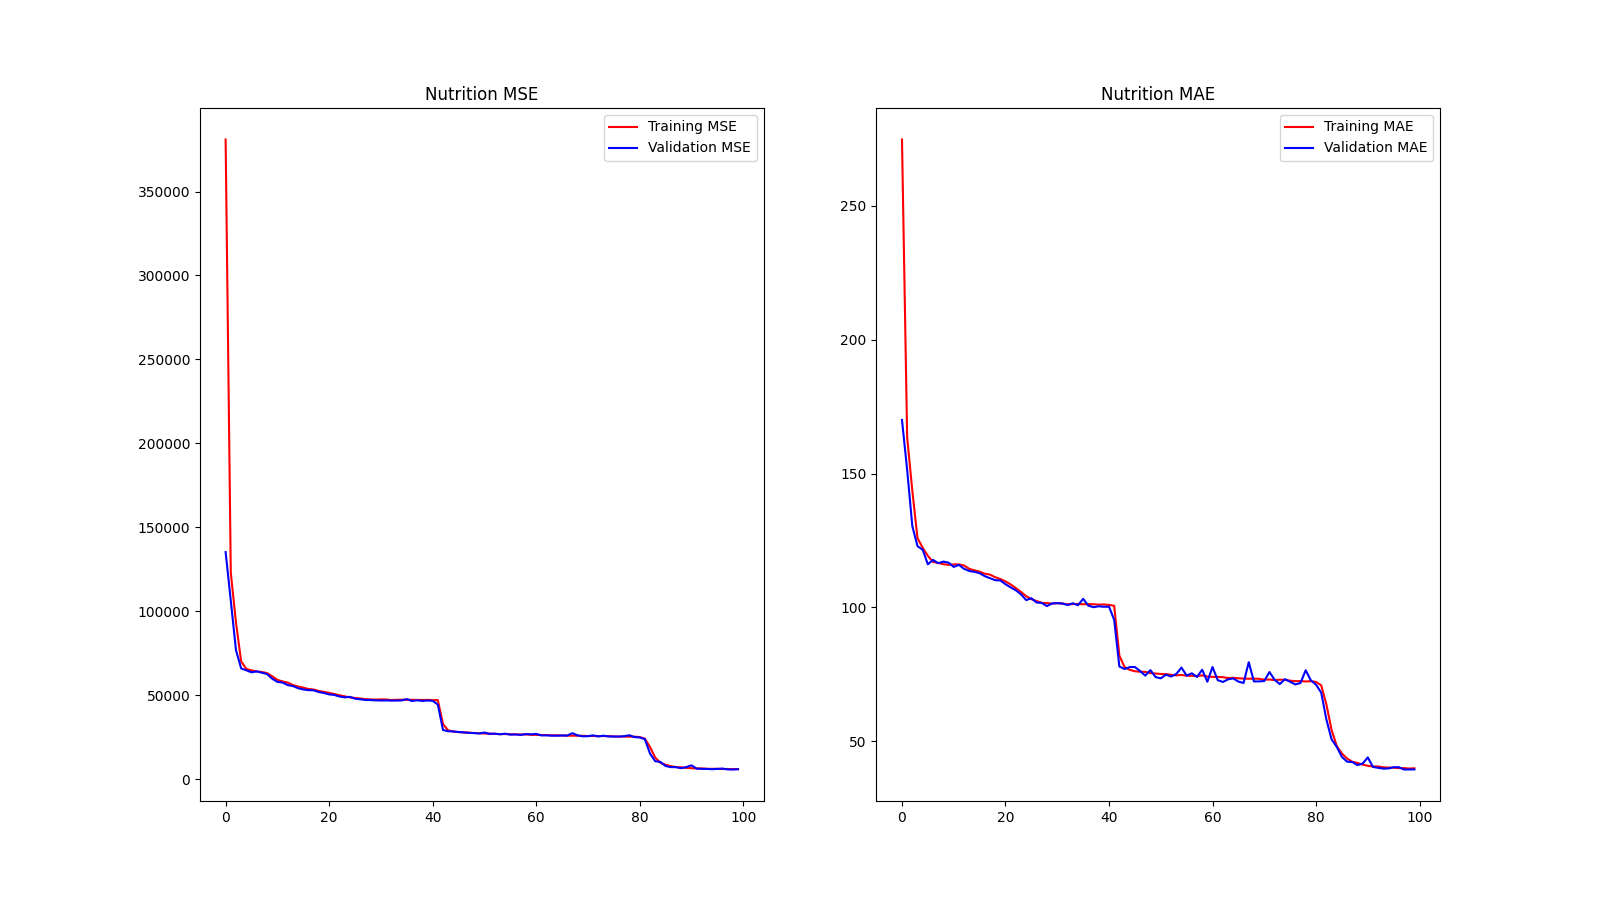 Nutrition MSE
Training MSE
Validation MSE
350000
300000
250000
200000
150000
100000
50000
0
0 20 40 60 80 100
Nutrition MAE
Training MAE
Validation MAE
250
200
150
100
50
0 20 40 60 80 100